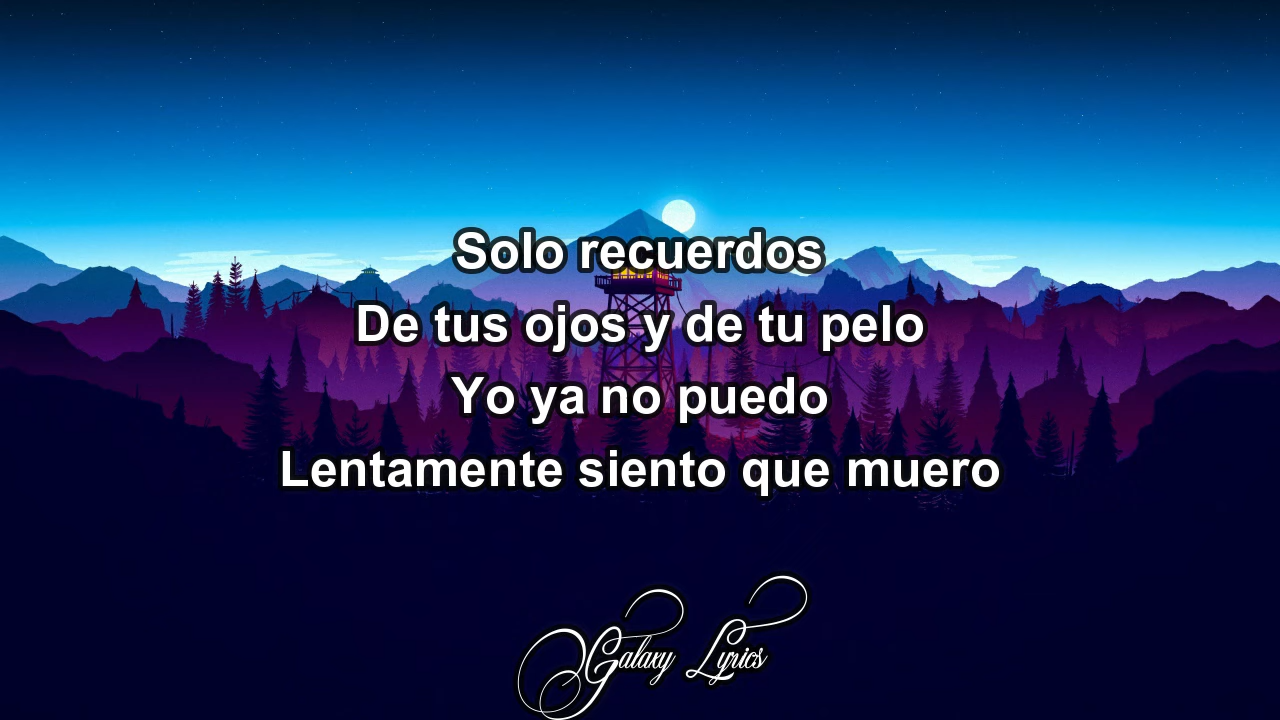 Solo recuerdos
De tus ojos y de tu pelo
Yo ya no puedo
Lentamente siento que muero
Galaxy Lyrics